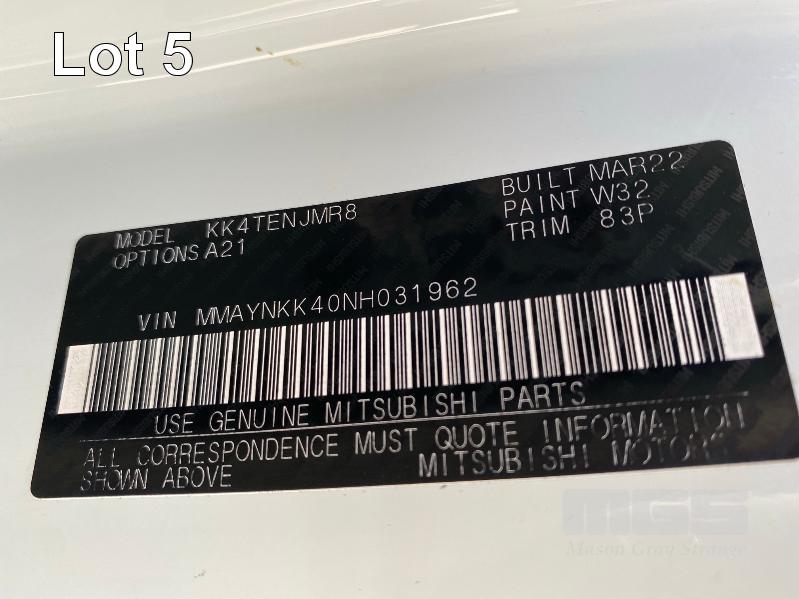 Lot 5
MODEL KK4TENJMR8 BUILT MAR22
OPTIONS A21 PAINT W32
TRIM 83P
VIN MMAYNKK40NH031962
USE GENUINE MITSUBISHI PARTS
ALL CORRESPONDENCE MUST QUOTE INFORMATION
SHOWN ABOVE MITSUBISHI MOTORS
MGS
Mason Gray Strange